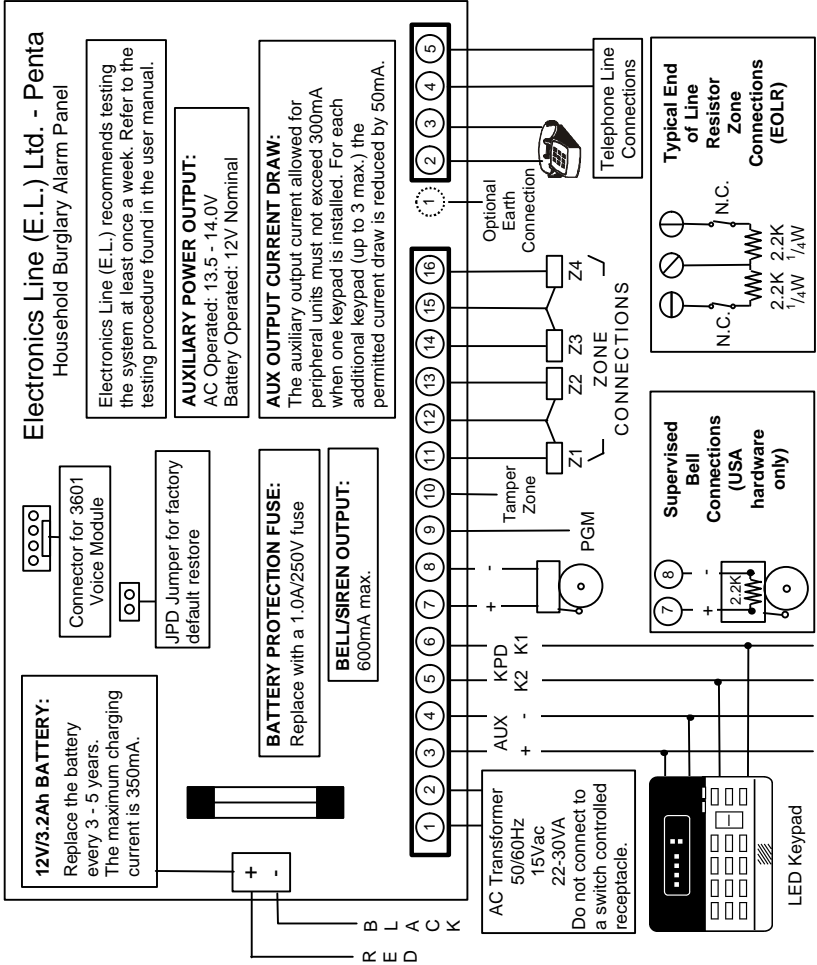 Electronics Line (E.L.) Ltd. - Penta
Household Burglary Alarm Panel
Electronics Line (E.L.) recommends testing
the system at least once a week. Refer to the
testing procedure found in the user manual.
AUXILIARY POWER OUTPUT:
AC Operated: 13.5 - 14.0V
Battery Operated: 12V Nominal
AUX OUTPUT CURRENT DRAW:
The auxiliary output current allowed for
peripheral units must not exceed 300mA
when one keypad is installed. For each
additional keypad (up to 3 max.) the
permitted current draw is reduced by 50mA.
Connector for 3601
Voice Module
JPD Jumper for factory
default restore
BATTERY PROTECTION FUSE:
Replace with a 1.0A/250V fuse
BELL/SIREN OUTPUT:
600mA max.
12V/3.2Ah BATTERY:
Replace the battery
every 3 - 5 years.
The maximum charging
current is 350mA.
+
-
RED
BLACK
1 2 3 4 5 6 7 8 9 10 11 12 13 14 15 16
1 2 3 4 5
AC Transformer
50/60Hz
15Vac
22-30VA
Do not connect to
a switch controlled
receptacle.
AUX
+ -
KPD
K2 K1
+ -
PGM
Tamper
Zone
Z1 Z2 Z3 Z4
ZONE
CONNECTIONS
Optional
Earth
Connection
Telephone Line
Connections
LED Keypad
Supervised
Bell
Connections
(USA
hardware
only)
7 8
+ -
2.2K
Typical End
of Line
Resistor
Zone
Connections
(EOLR)
N.C. N.C.
2.2K 2.2K
1/4W 1/4W